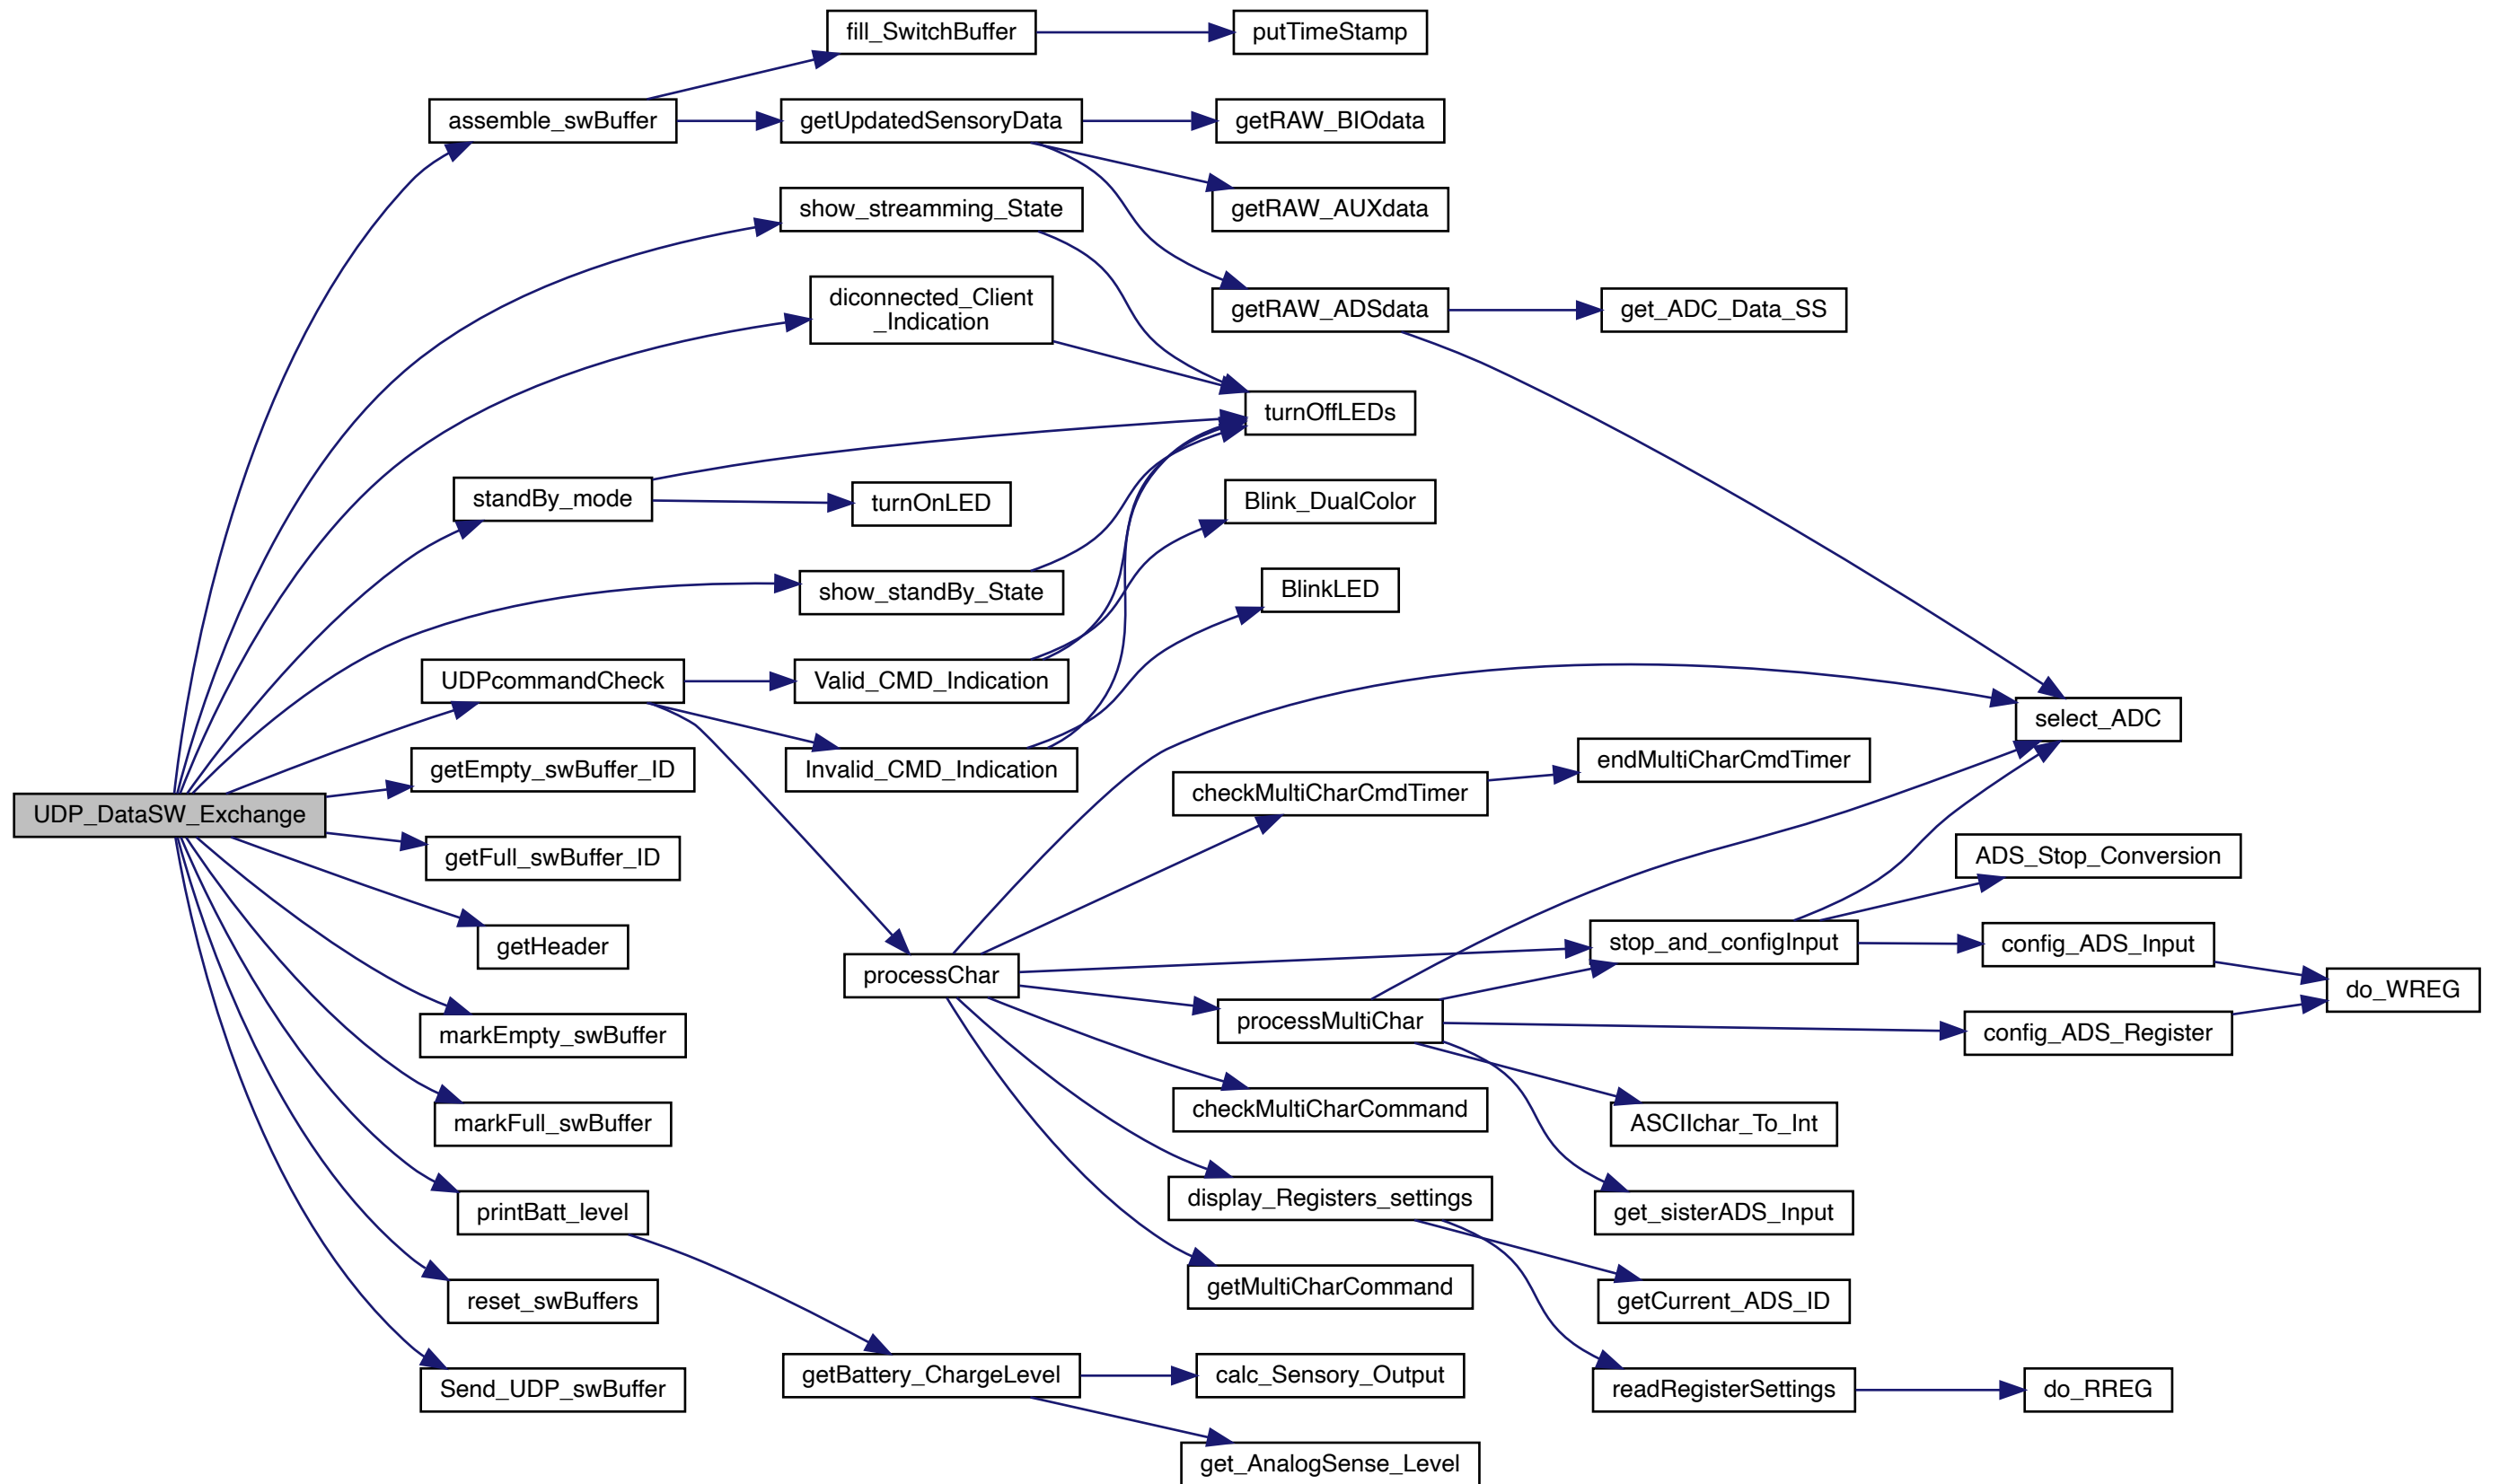 fill_SwitchBuffer
putTimeStamp
assemble_swBuffer
getUpdatedSensoryData
getRAW_BIOdata
show_streamming_State
getRAW_AUXdata
diconnected_Client
_Indication
getRAW_ADSdata
get_ADC_Data_SS
turnOffLEDs
standBy_mode
turnOnLED
Blink_DualColor
show_standBy_State
BlinkLED
UDPcommandCheck
Valid_CMD_Indication
select_ADC
getEmpty_swBuffer_ID
Invalid_CMD_Indication
endMultiCharCmdTimer
checkMultiCharCmdTimer
UDP_DataSW_Exchange
getFull_swBuffer_ID
ADS_Stop_Conversion
getHeader
stop_and_configInput
config_ADS_Input
processChar
do_WREG
markEmpty_swBuffer
processMultiChar
config_ADS_Register
markFull_swBuffer
checkMultiCharCommand
ASCIIchar_To_Int
printBatt_level
display_Registers_settings
get_sisterADS_Input
reset_swBuffers
getMultiCharCommand
getCurrent_ADS_ID
Send_UDP_swBuffer
getBattery_ChargeLevel
calc_Sensory_Output
readRegisterSettings
do_RREG
get_AnalogSense_Level